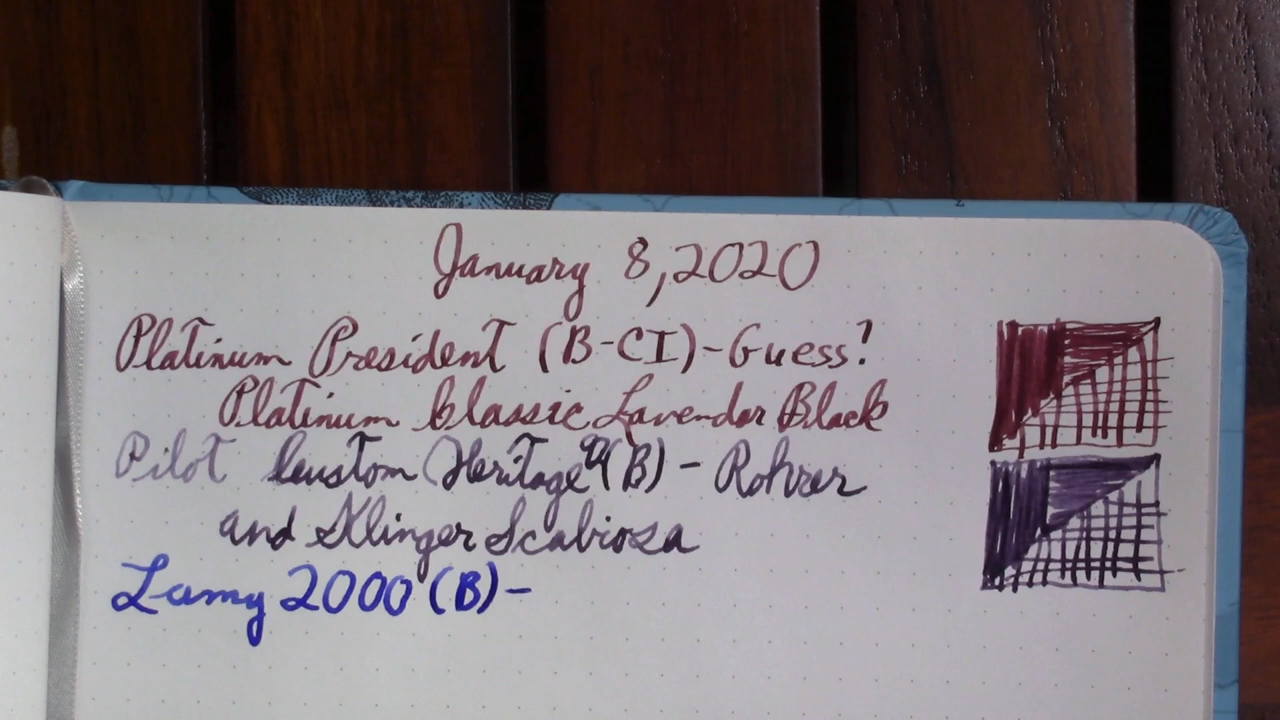 January 8, 2020
Platinum President (B-CI)-Guess?
Platinum Classic Lavender Black
Pilot Custom Heritage 92 (B) - Rohrer
and Klinger Scabiosa
Lamy 2000 (B) -